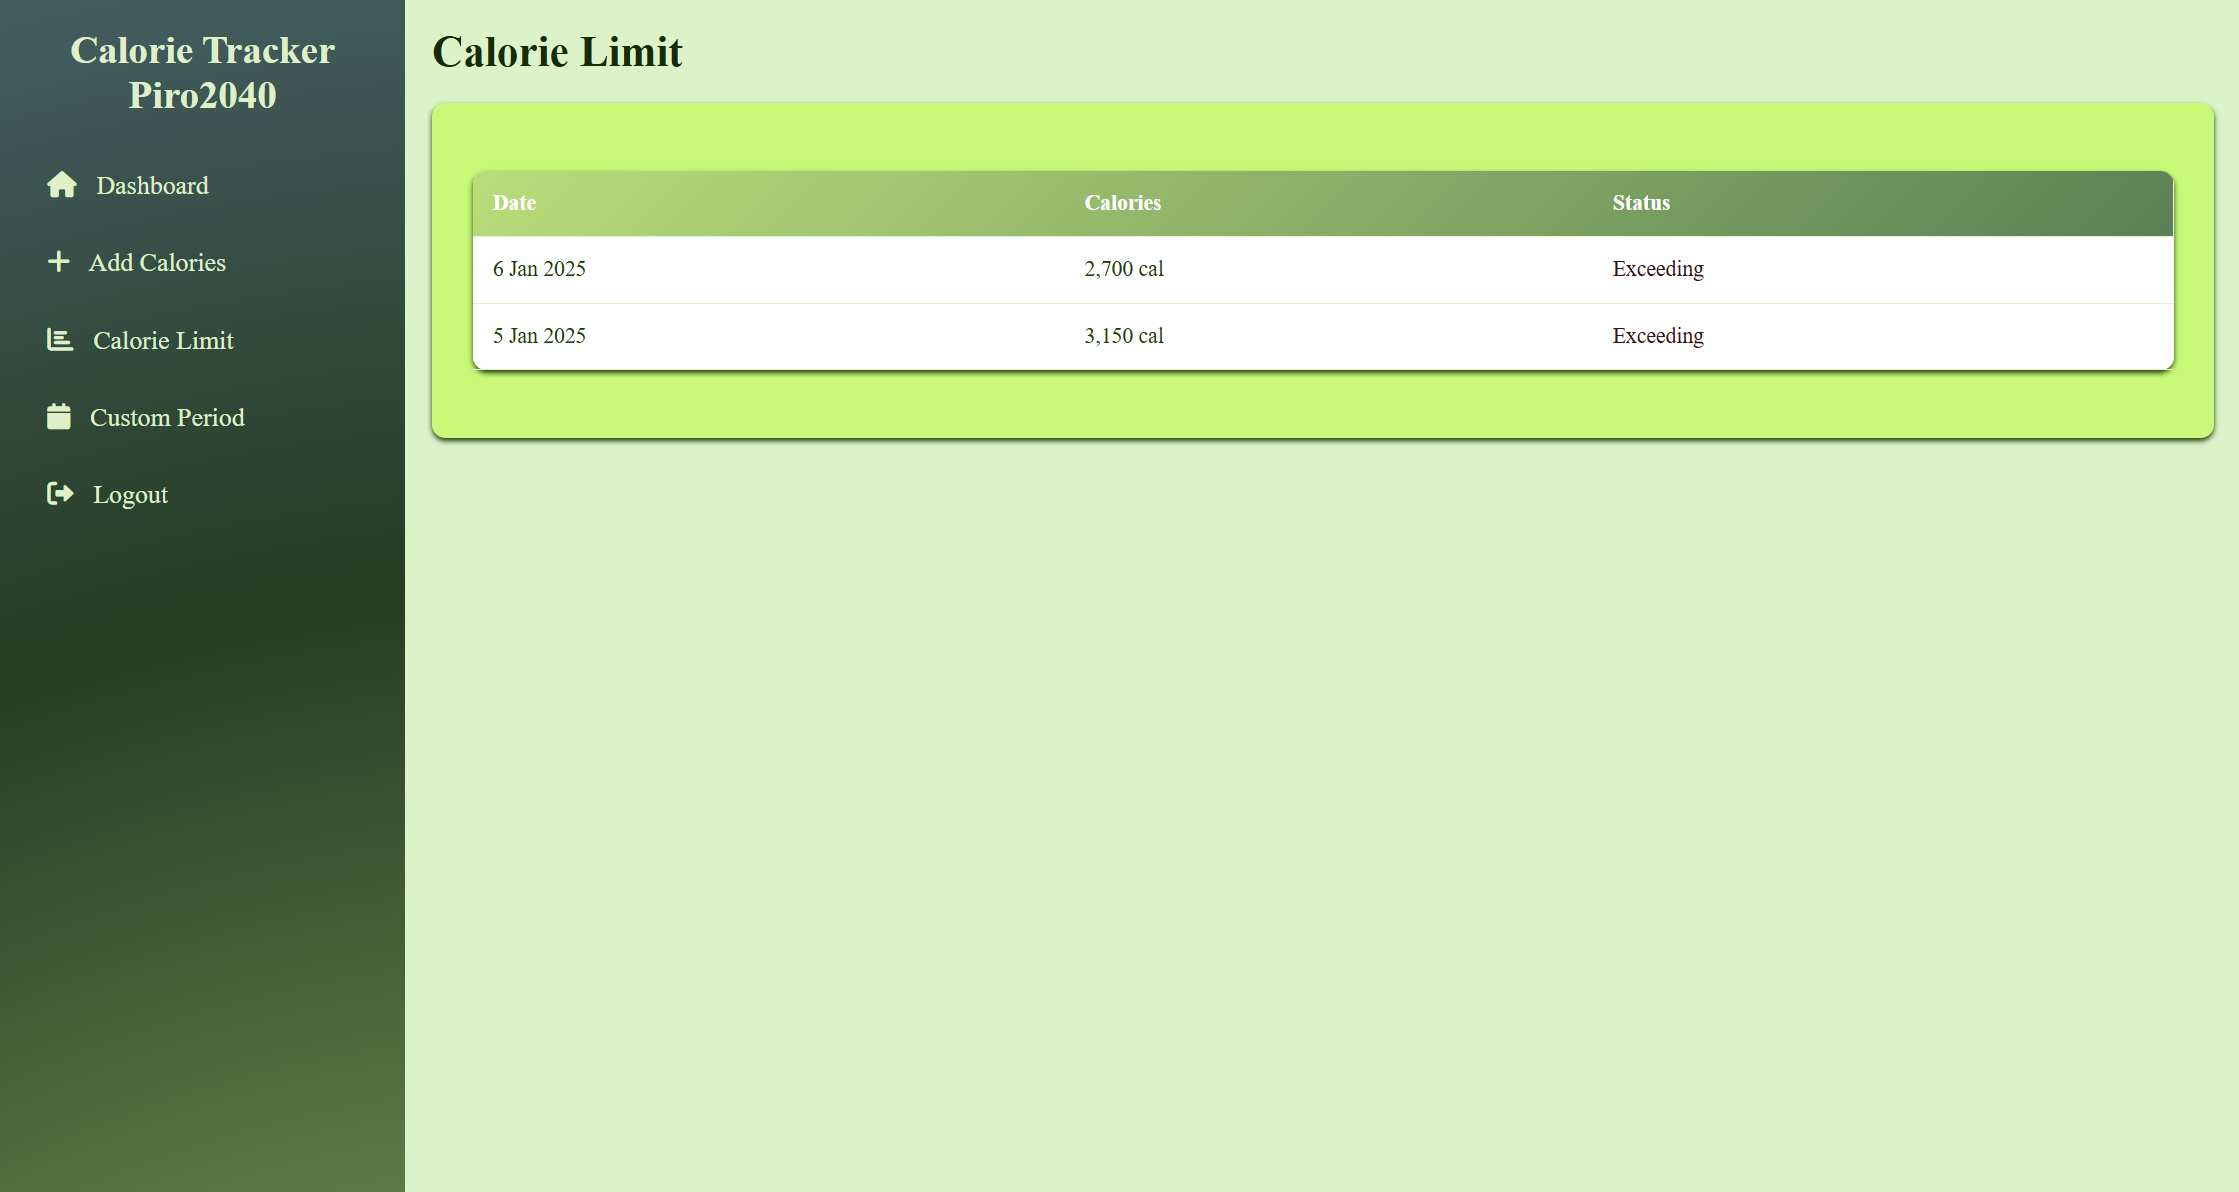 Calorie Tracker
Piro2040
Dashboard
Add Calories
Calorie Limit
Custom Period
Logout
Calorie Limit
Date Calories Status
6 Jan 2025 2,700 cal Exceeding
5 Jan 2025 3,150 cal Exceeding